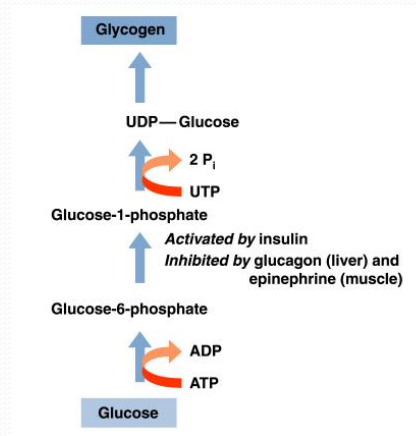 Glycogen
UDP—Glucose
2 Pi
UTP
Glucose-1-phosphate
Activated by insulin
Inhibited by glucagon (liver) and
epinephrine (muscle)
Glucose-6-phosphate
ADP
ATP
Glucose